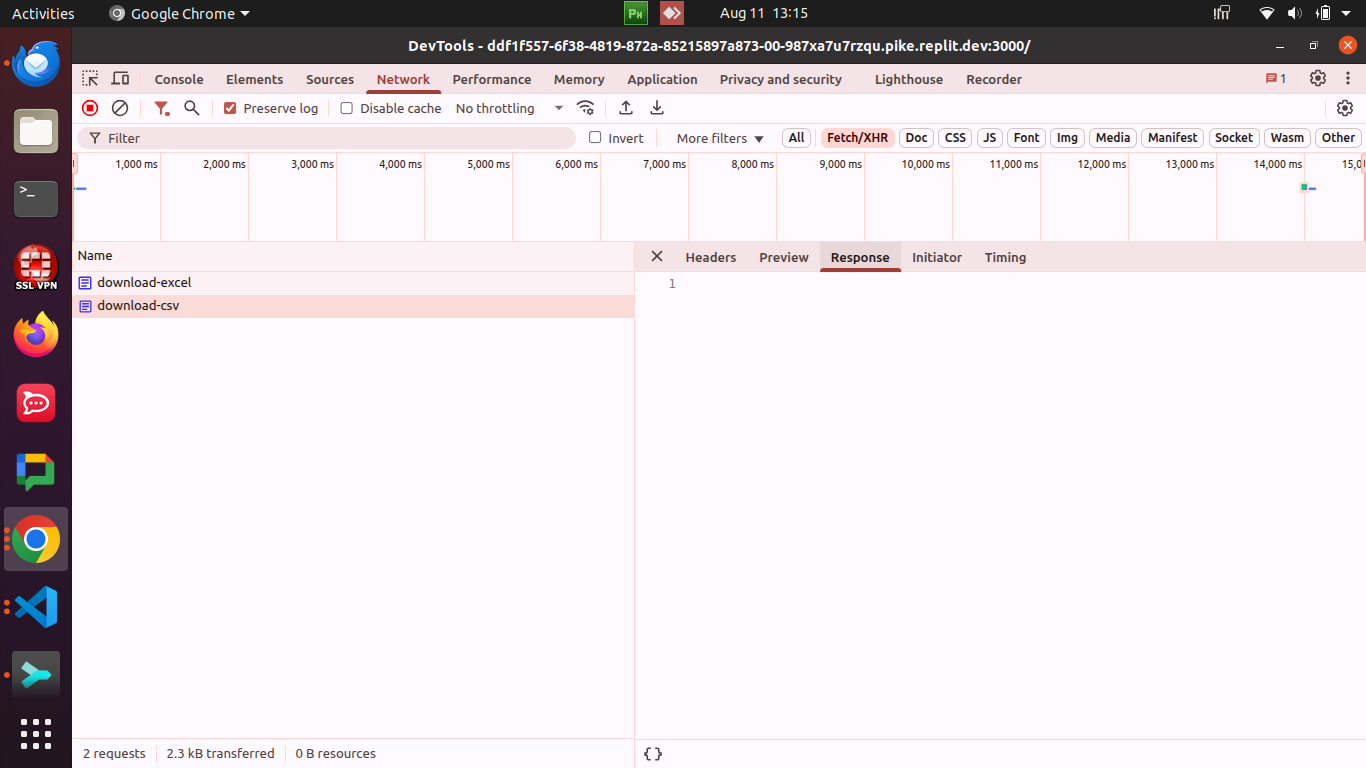 Activities
Google Chrome
PH
Aug 11 13:15
DevTools - ddf1f557-6f38-4819-872a-85215897a873-00-987xa7u7rzqu.pike.replit.dev:3000/
Console Elements Sources Network Performance Memory Application Privacy and security Lighthouse Recorder 1
Preserve log Disable cache No throttling
Filter Invert More filters All Fetch/XHR Doc CSS JS Font Img Media Manifest Socket Wasm Other
1,000 ms 2,000 ms 3,000 ms 4,000 ms 5,000 ms 6,000 ms 7,000 ms 8,000 ms 9,000 ms 10,000 ms 11,000 ms 12,000 ms 13,000 ms 14,000 ms 15,0
Name
Headers Preview Response Initiator Timing
download-excel
1
download-csv
>_
SSL VPN
2 requests 2.3 kB transferred 0 B resources
{ }